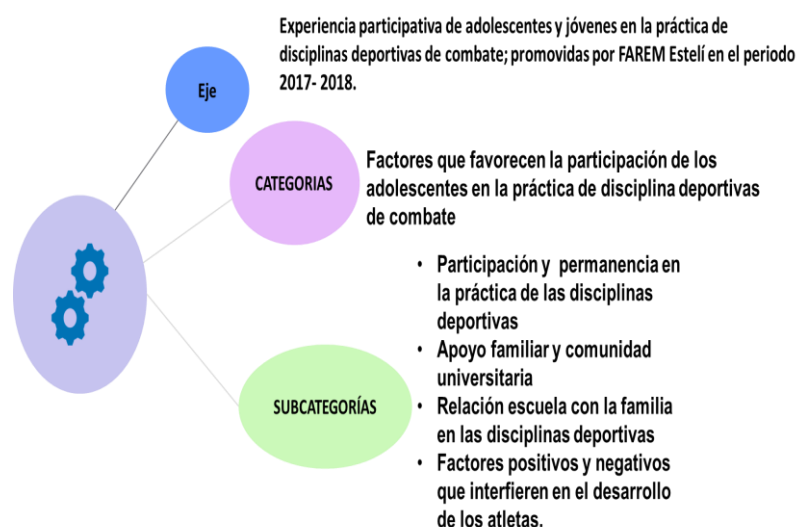 Experiencia participativa de adolescentes y jóvenes en la práctica de
disciplinas deportivas de combate; promovidas por FAREM Estelí en el periodo
2017- 2018.
Eje
CATEGORIAS
Factores que favorecen la participación de los
adolescentes en la práctica de disciplina deportivas
de combate
SUBCATEGORÍAS
• Participación y permanencia en
la práctica de las disciplinas
deportivas
• Apoyo familiar y comunidad
universitaria
• Relación escuela con la familia
en las disciplinas deportivas
• Factores positivos y negativos
que interfieren en el desarrollo
de los atletas.